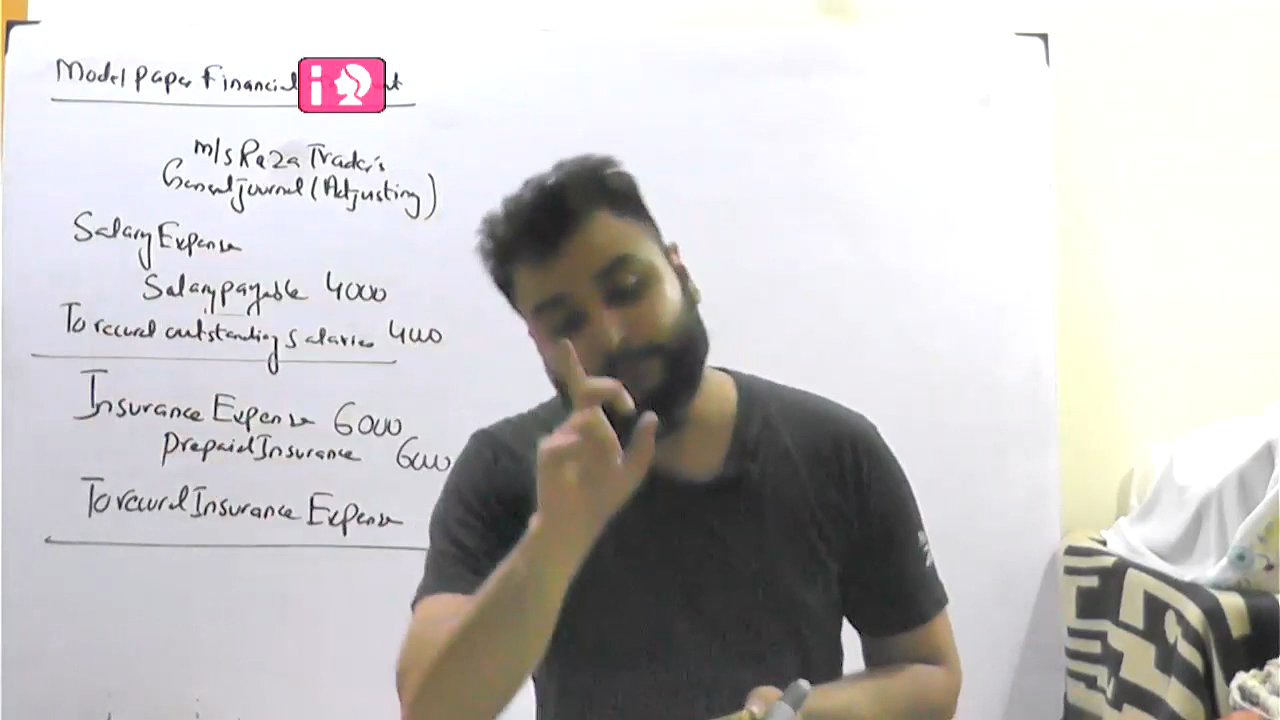 Model paper Financial
m/s Raza Trader's
General Journal (Adjusting)
Salary Expense
Salary payable 4000
To record outstanding Salaries 4000
Insurance Expense 6000
prepaid Insurance 6000
To record Insurance Expense